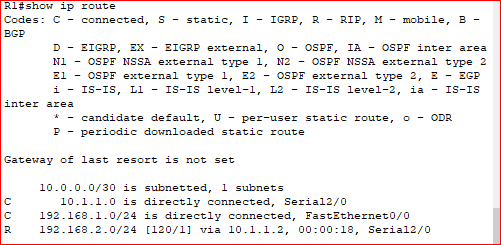 R1#show ip route
Codes: C - connected, S - static, I - IGRP, R - RIP, M - mobile, B -
BGP
D - EIGRP, EX - EIGRP external, O - OSPF, IA - OSPF inter area
N1 - OSPF NSSA external type 1, N2 - OSPF NSSA external type 2
E1 - OSPF external type 1, E2 - OSPF external type 2, E - EGP
i - IS-IS, L1 - IS-IS level-1, L2 - IS-IS level-2, ia - IS-IS
inter area
* - candidate default, U - per-user static route, o - ODR
P - periodic downloaded static route
Gateway of last resort is not set
10.0.0.0/30 is subnetted, 1 subnets
C 10.1.1.0 is directly connected, Serial2/0
C 192.168.1.0/24 is directly connected, FastEthernet0/0
R 192.168.2.0/24 [120/1] via 10.1.1.2, 00:00:18, Serial2/0